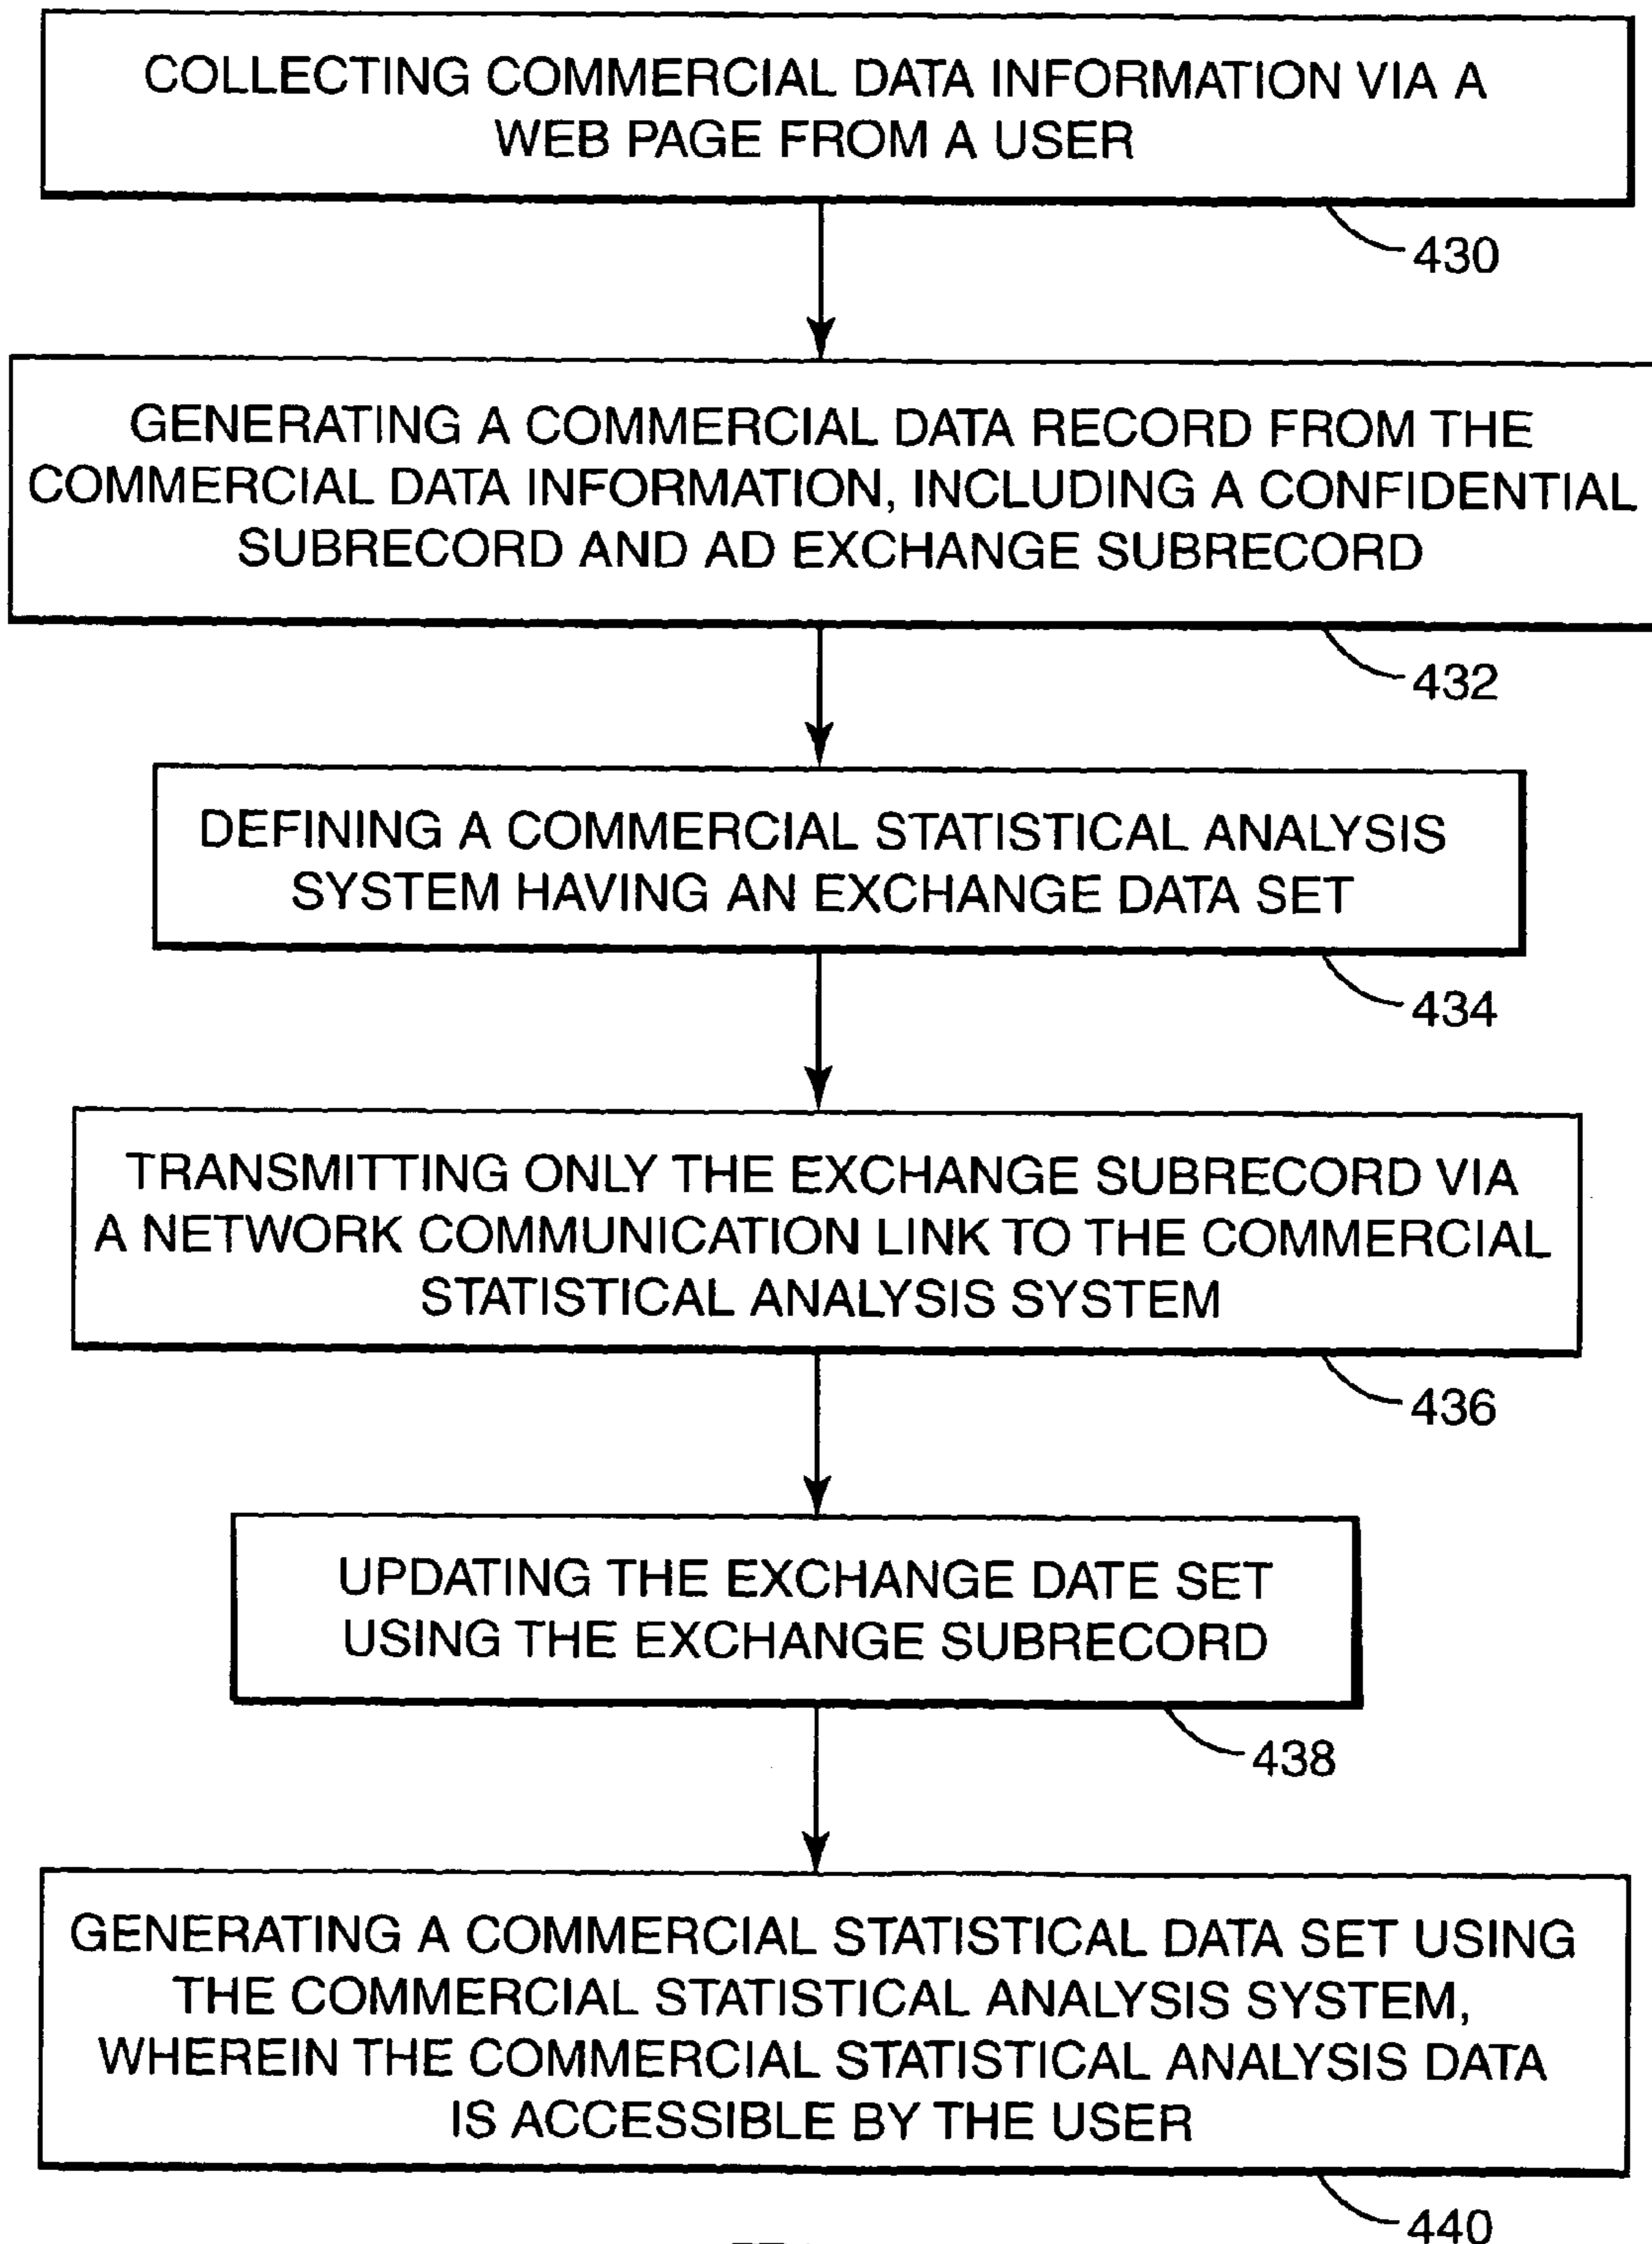 COLLECTING COMMERCIAL DATA INFORMATION VIA A
WEB PAGE FROM A USER
430
GENERATING A COMMERCIAL DATA RECORD FROM THE
COMMERCIAL DATA INFORMATION, INCLUDING A CONFIDENTIAL
SUBRECORD AND AD EXCHANGE SUBRECORD
432
DEFINING A COMMERCIAL STATISTICAL ANALYSIS
SYSTEM HAVING AN EXCHANGE DATA SET
434
TRANSMITTING ONLY THE EXCHANGE SUBRECORD VIA
A NETWORK COMMUNICATION LINK TO THE COMMERCIAL
STATISTICAL ANALYSIS SYSTEM
436
UPDATING THE EXCHANGE DATE SET
USING THE EXCHANGE SUBRECORD
438
GENERATING A COMMERCIAL STATISTICAL DATA SET USING
THE COMMERCIAL STATISTICAL ANALYSIS SYSTEM,
WHEREIN THE COMMERCIAL STATISTICAL ANALYSIS DATA
IS ACCESSIBLE BY THE USER
440